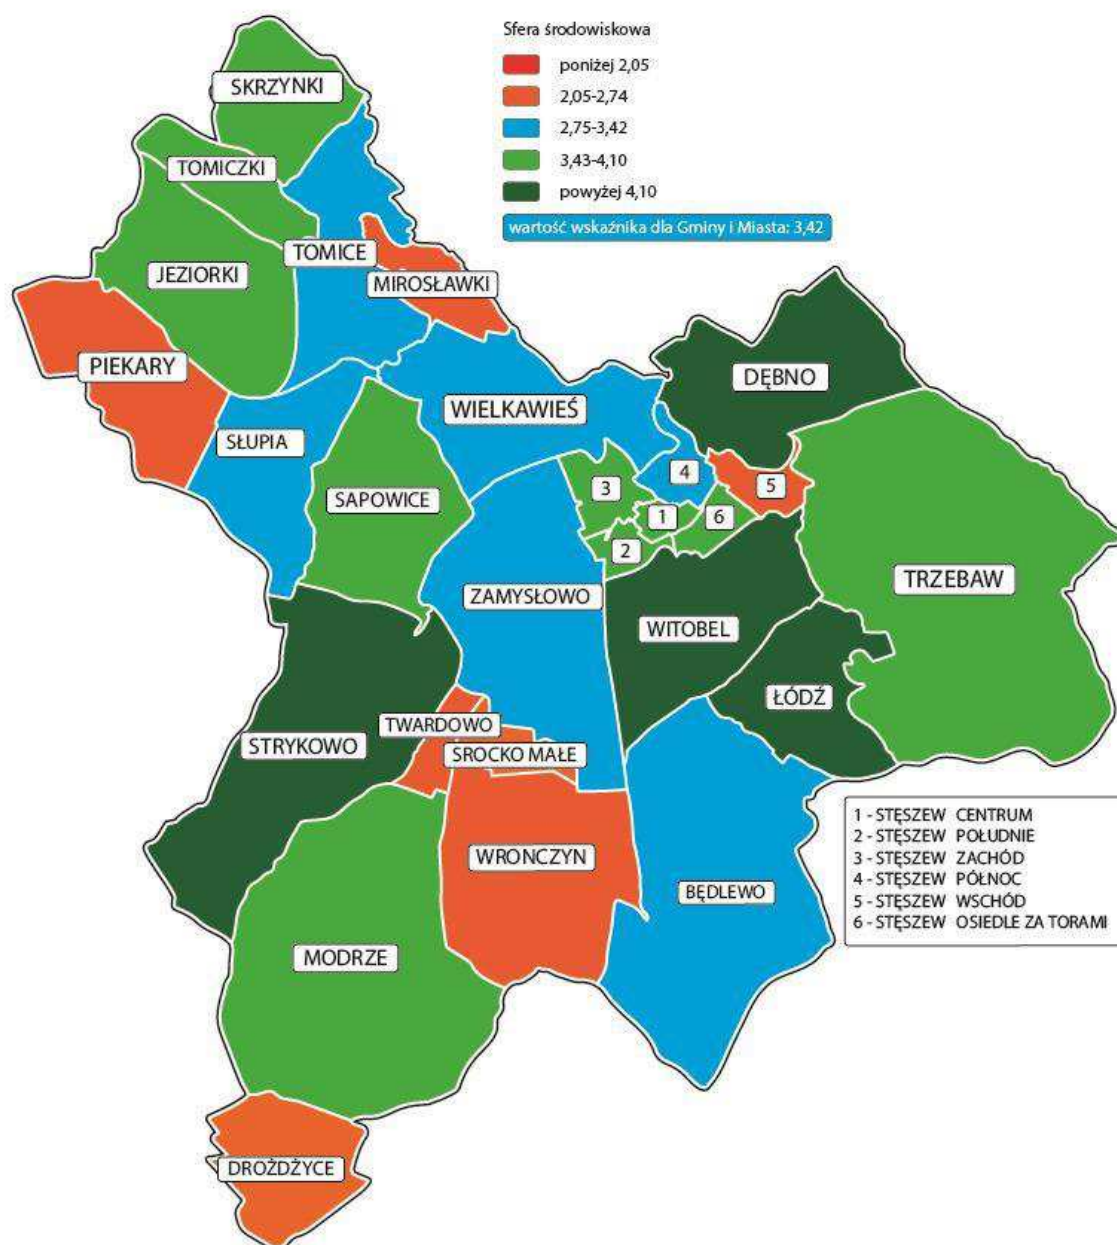 Sfera środowiskowa
poniżej 2,05
2,05-2,74
2,75-3,42
3,43-4,10
powyżej 4,10
wartość wskaźnika dla Gminy i Miasta: 3,42
SKRZYNKI
TOMICZKI
TOMICE
JEZIORKI
MIROSŁAWKI
PIEKARY
DĘBNO
WIELKAWIEŚ
SŁUPIA
SAPOWICE
3
4
5
1
6
2
TRZEBAW
ZAMYSŁOWO
WITOBEL
ŁÓDŹ
TWARDOWO
STRYKOWO
SROCKO MAŁE
WRONCZYN
BĘDLEWO
MODRZE
DROŻDŻYCE
1 - STĘSZEW CENTRUM
2 - STĘSZEW POŁUDNIE
3 - STĘSZEW ZACHÓD
4 - STĘSZEW PÓŁNOC
5 - STĘSZEW WSCHÓD
6 - STĘSZEW OSIEDLE ZA TORAMI